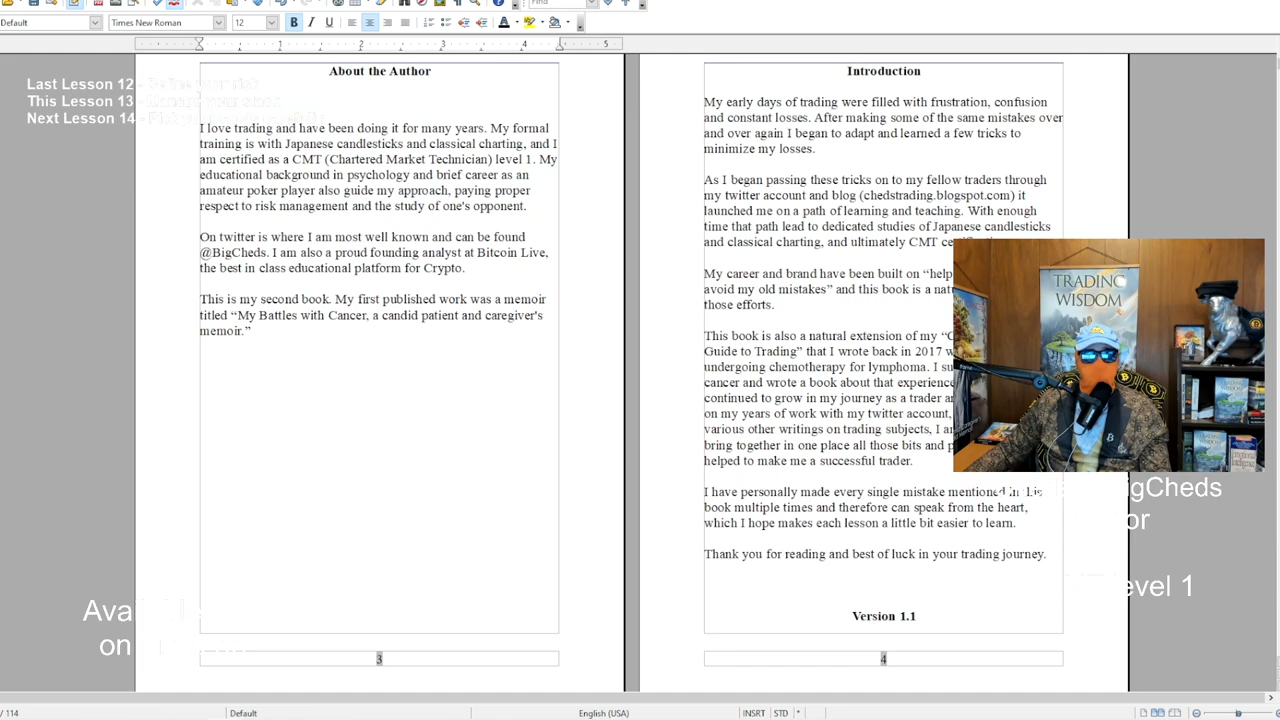 Find
Default
Times New Roman
12
B
I
U
1
2
3
4
5
Last Lesson 12
This Lesson 13
Next Lesson 14
About the Author
I love trading and have been doing it for many years. My formal
training is with Japanese candlesticks and classical charting, and I
am certified as a CMT (Chartered Market Technician) level 1. My
educational background in psychology and brief career as an
amateur poker player also guide my approach, paying proper
respect to risk management and the study of one's opponent.
On twitter is where I am most well known and can be found
@BigCheds. I am also a proud founding analyst at Bitcoin Live,
the best in class educational platform for Crypto.
This is my second book. My first published work was a memoir
titled “My Battles with Cancer, a candid patient and caregiver's
memoir.”
3
Introduction
My early days of trading were filled with frustration, confusion
and constant losses. After making some of the same mistakes over
and over again I began to adapt and learned a few tricks to
minimize my losses.
As I began passing these tricks on to my fellow traders through
my twitter account and blog (chedstrading.blogspot.com) it
launched me on a path of learning and teaching. With enough
time that path lead to dedicated studies of Japanese candlesticks
and classical charting, and ultimately CMT
My career and brand have been built on “help
avoid my old mistakes” and this book is a
those efforts.
This book is also a natural extension of my
Guide to Trading” that I wrote back in 2017
undergoing chemotherapy for lymphoma. I
cancer and wrote a book about that experience
continued to grow in my journey as a trader
on my years of work with my twitter account,
various other writings on trading subjects, I
bring together in one place all those bits and
helped to make me a successful trader.
I have personally made every single mistake mentioned in
book multiple times and therefore can speak from the heart,
which I hope makes each lesson a little bit easier to learn.
Thank you for reading and best of luck in your trading journey.
Version 1.1
4
TRADING
WISDOM
igCheds
or
evel 1
on
/ 114
Default
English (USA)
INSRT
STD
*